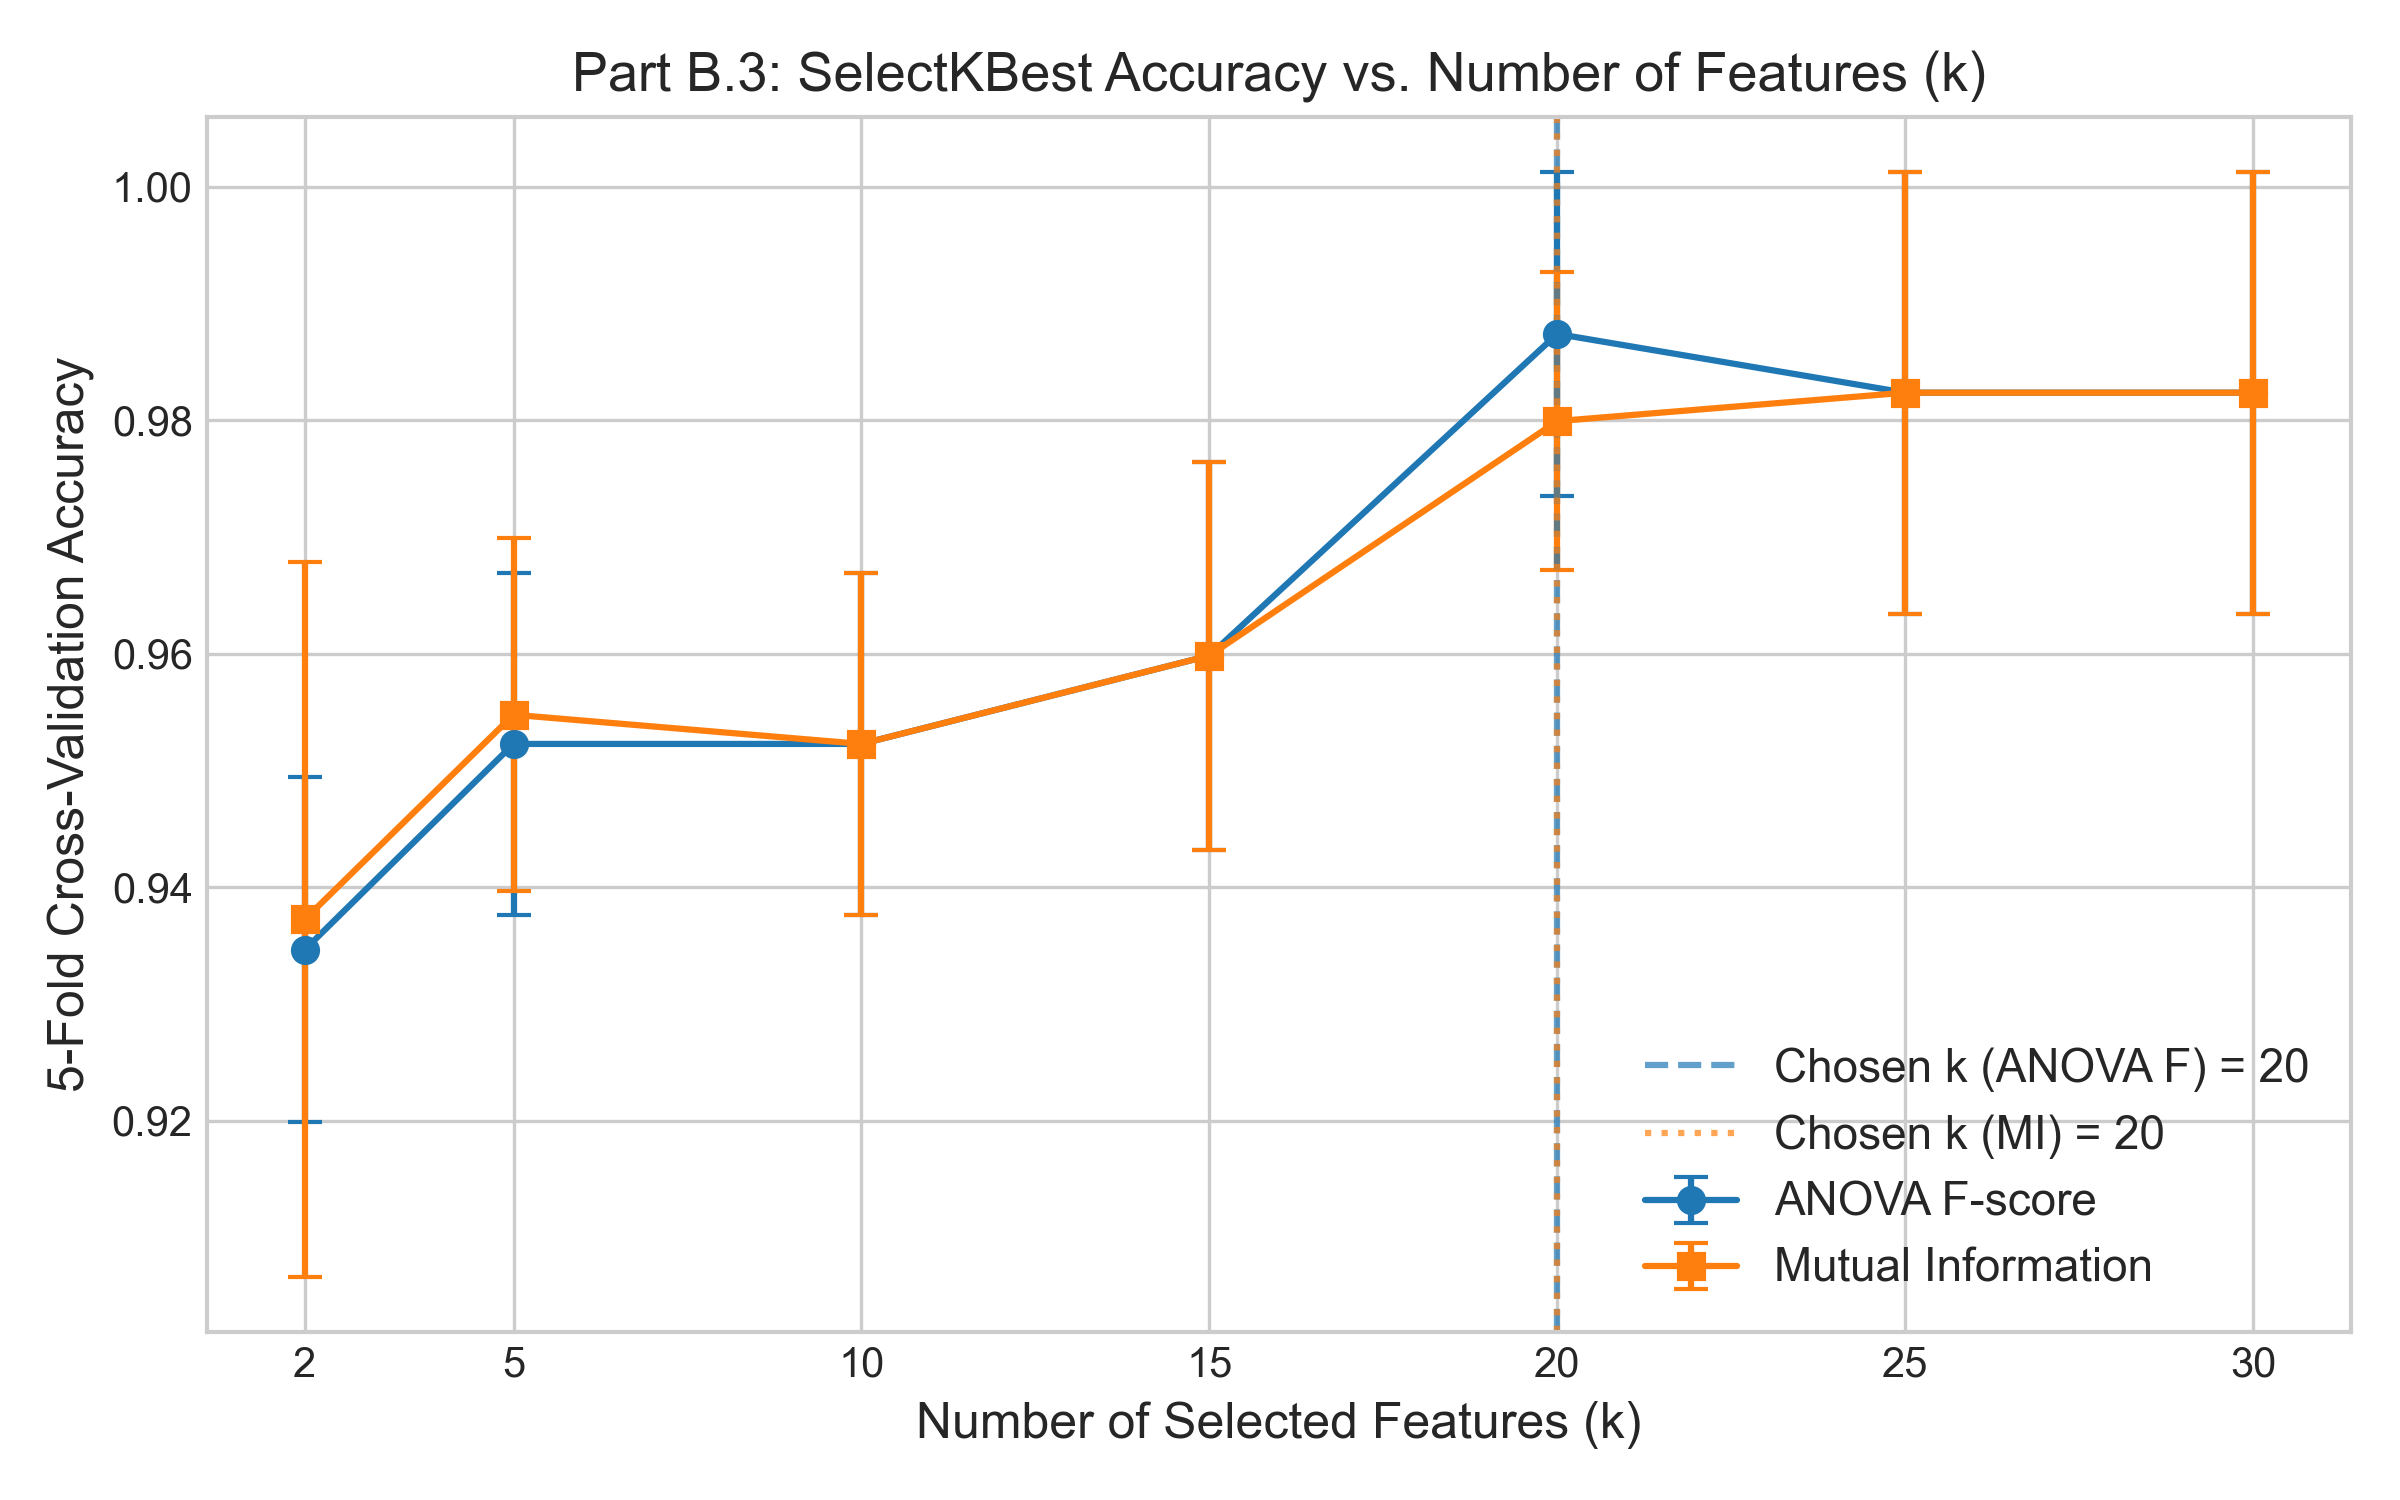 Part B.3: SelectKBest Accuracy vs. Number of Features (k)
5-Fold Cross-Validation Accuracy
1.00
0.98
0.96
0.94
0.92
Chosen k (ANOVA F) = 20
Chosen k (MI) = 20
ANOVA F-score
Mutual Information
2 5 10 15 20 25 30
Number of Selected Features (k)